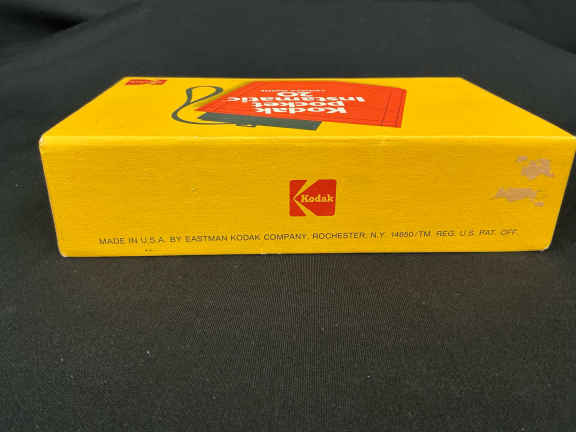 Kodak
pocket
Instamatic
20
Kodak
MADE IN U.S.A. BY EASTMAN KODAK COMPANY, ROCHESTER, N.Y. 14650/TM. REG. U.S. PAT. OFF.